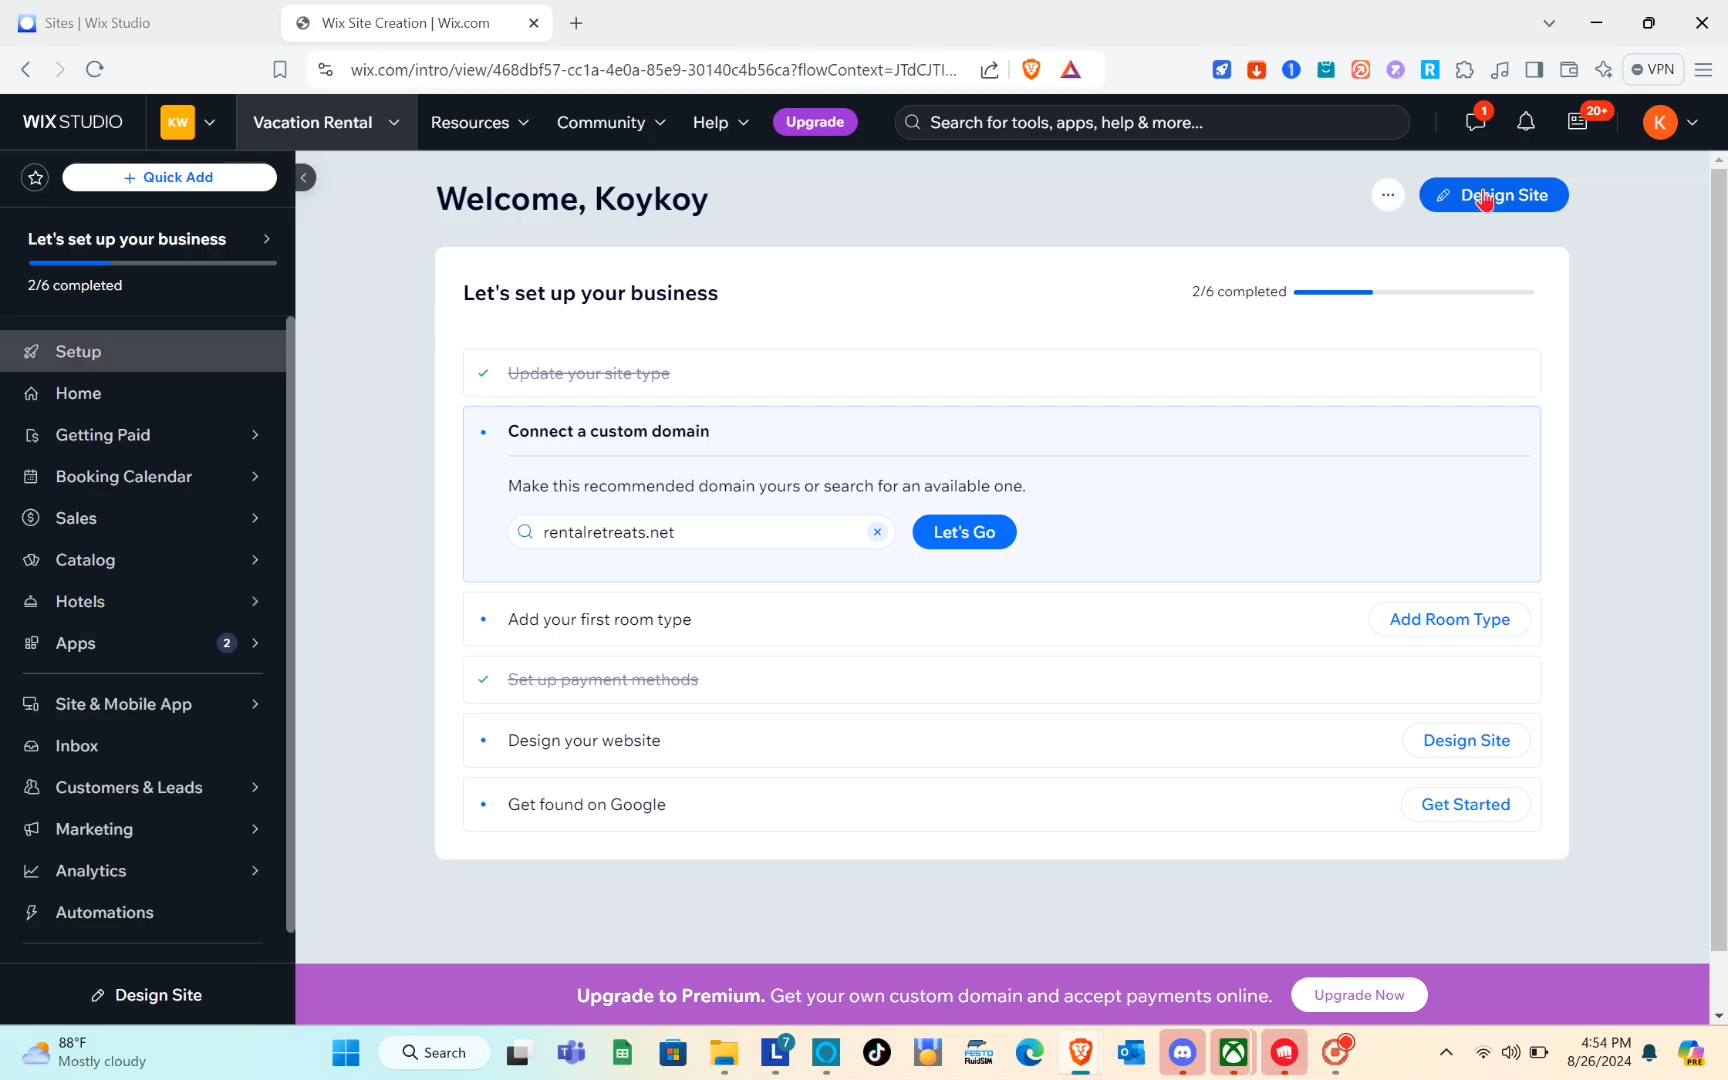 Sites | Wix Studio
Wix Site Creation | Wix.com
wix.com/intro/view/468dbf57-cc1a-4e0a-85e9-30140c4b56ca?flowContext=JTdCJTI...
VPN
WIX STUDIO
KW
Vacation Rental
Resources
Community
Help
Upgrade
Search for tools, apps, help & more...
1
20+
K
+ Quick Add
Let's set up your business
2/6 completed
Setup
Home
Getting Paid
Booking Calendar
Sales
Catalog
Hotels
Apps
2
Site & Mobile App
Inbox
Customers & Leads
Marketing
Analytics
Automations
Design Site
Welcome, Koykoy
...
Design Site
Let's set up your business
2/6 completed
Update your site type
Connect a custom domain
Make this recommended domain yours or search for an available one.
rentalretreats.net
Let's Go
Add your first room type
Add Room Type
Set up payment methods
Design your website
Design Site
Get found on Google
Get Started
Upgrade to Premium. Get your own custom domain and accept payments online.
Upgrade Now
88°F
Mostly cloudy
Search
7
FESTO
FluidSIM
4:54 PM
8/26/2024
PRE